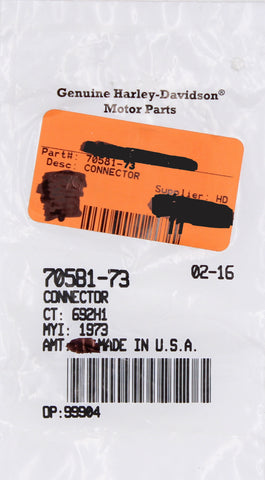 Genuine Harley-Davidson®
Motor Parts
Part#: 70581-73
Desc: CONNECTOR
Supplier: HD
70581-73 02-16
CONNECTOR
CT: 692H1
MYI: 1973
AMT MADE IN U.S.A.
OP:99904